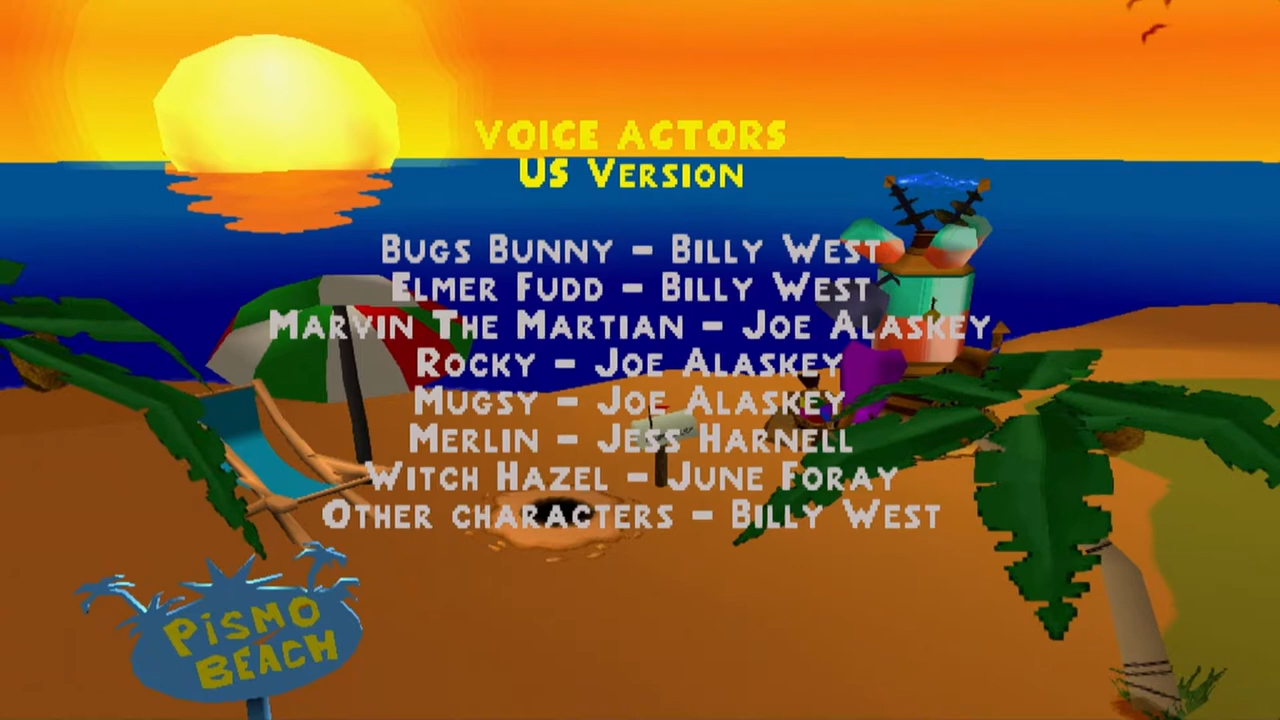 VOICE ACTORS
US VERSION
BUGS BUNNY – BILLY WEST
ELMER FUDD – BILLY WEST
MARVIN THE MARTIAN – JOE ALASKEY
ROCKY – JOE ALASKEY
MUGSY – JOE ALASKEY
MERLIN – JESS HARNELL
WITCH HAZEL – JUNE FORAY
OTHER CHARACTERS – BILLY WEST
PiSMO
BEACH